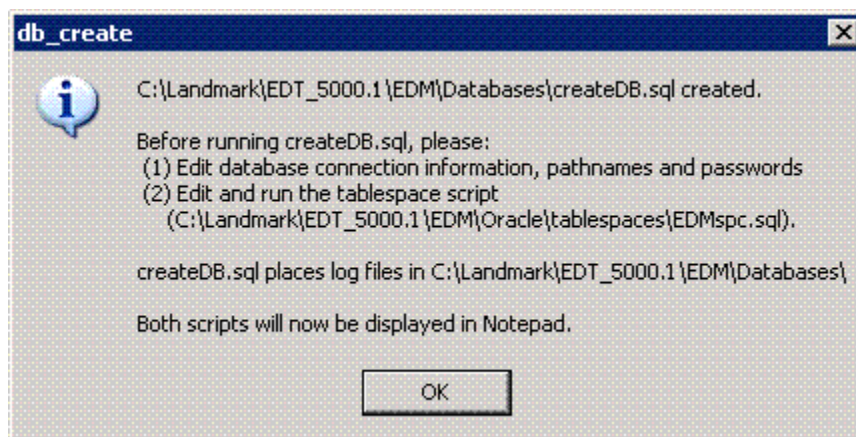 db_create
C:\Landmark\EDT_5000.1\EDM\Databases\createDB.sql created.
Before running createDB.sql, please:
(1) Edit database connection information, pathnames and passwords
(2) Edit and run the tablespace script
(C:\Landmark\EDT_5000.1\EDM\Oracle\tablespaces\EDMspc.sql).
createDB.sql places log files in C:\Landmark\EDT_5000.1\EDM\Databases\
Both scripts will now be displayed in Notepad.
OK